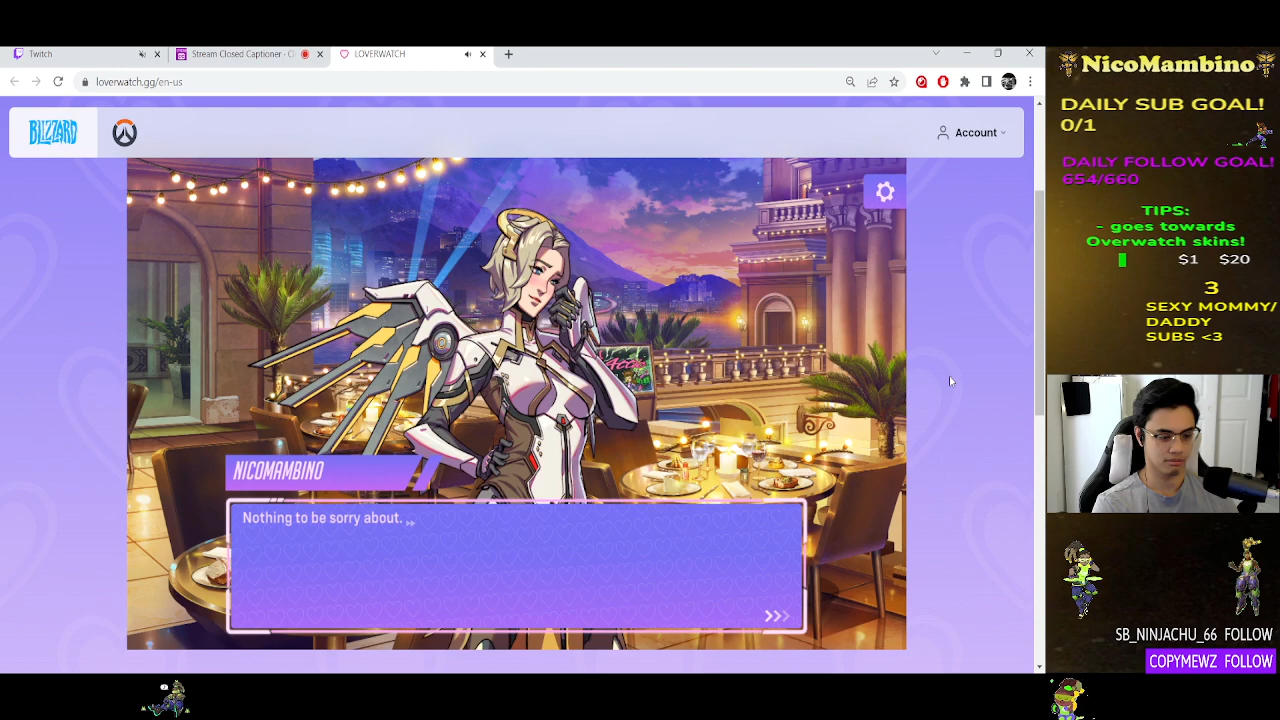 Twitch
Stream Closed Captioner - C
LOVERWATCH
loverwatch.gg/en-us
BLIZZARD
Account
NICOMAMBINO
Nothing to be sorry about.
NicoMambino
DAILY SUB GOAL!
0/1
DAILY FOLLOW GOAL!
654/660
TIPS:
- goes towards
Overwatch skins!
$1 $20
3
SEXY MOMMY/
DADDY
SUBS <3
SB_NINJACHU_66 FOLLOW
COPYMEWZ FOLLOW